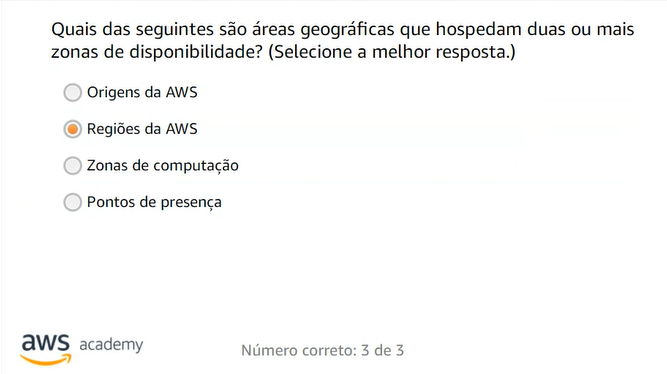 Quais das seguintes são áreas geográficas que hospedam duas ou mais
zonas de disponibilidade? (Selecione a melhor resposta.)
Origens da AWS
Regiões da AWS
Zonas de computação
Pontos de presença
aws academy
Número correto: 3 de 3